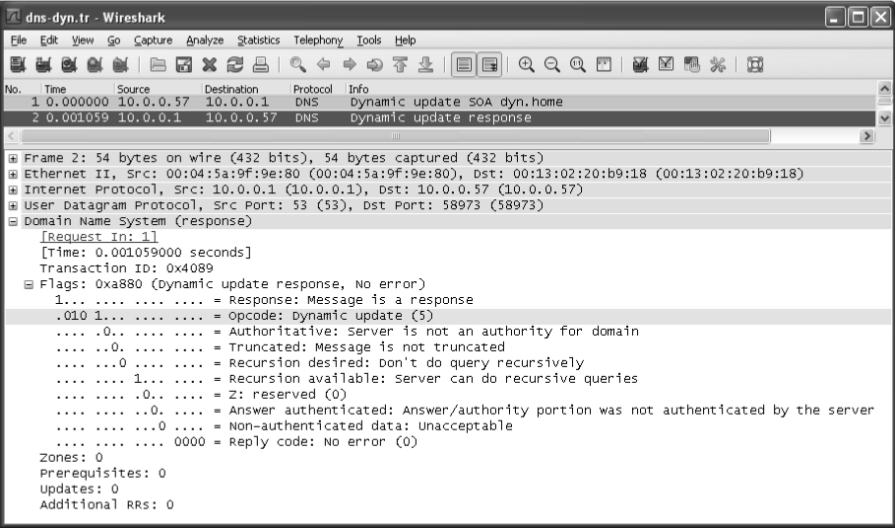 dns-dyn.tr - Wireshark
File Edit View Go Capture Analyze Statistics Telephony Tools Help
No. Time Source Destination Protocol Info
1 0.000000 10.0.0.57 10.0.0.1 DNS Dynamic update SOA dyn.home
2 0.001059 10.0.0.1 10.0.0.57 DNS Dynamic update response
Frame 2: 54 bytes on wire (432 bits), 54 bytes captured (432 bits)
Ethernet II, Src: 00:04:5a:9f:9e:80 (00:04:5a:9f:9e:80), Dst: 00:13:02:20:b9:18 (00:13:02:20:b9:18)
Internet Protocol, Src: 10.0.0.1 (10.0.0.1), Dst: 10.0.0.57 (10.0.0.57)
User Datagram Protocol, Src Port: 53 (53), Dst Port: 58973 (58973)
Domain Name System (response)
[Request In: 1]
[Time: 0.001059000 seconds]
Transaction ID: 0x4089
Flags: 0xa880 (Dynamic update response, No error)
1... .... .... .... = Response: Message is a response
.010 1... .... .... = Opcode: Dynamic update (5)
.... .0.. .... .... = Authoritative: Server is not an authority for domain
.... ..0. .... .... = Truncated: Message is not truncated
.... ...0 .... .... = Recursion desired: Don't do query recursively
.... .... 1... .... = Recursion available: Server can do recursive queries
.... .... .0.. .... = Z: reserved (0)
.... .... ..0. .... = Answer authenticated: Answer/authority portion was not authenticated by the server
.... .... ...0 .... = Non-authenticated data: Unacceptable
.... .... .... 0000 = Reply code: No error (0)
Zones: 0
Prerequisites: 0
Updates: 0
Additional RRs: 0